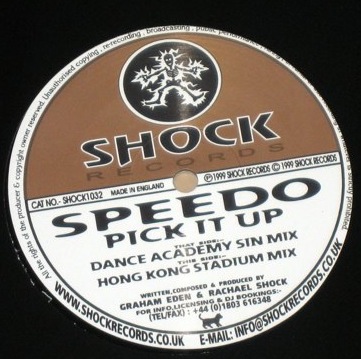 All the rights of the producer & copyright owner reserved. Unauthorised copying, re-recording, broadcasting, public performance
SHOCK
RECORDS
℗1999 SHOCK RECORDS ©1999 SHOCK RECORDS
CAT NO.- SHOCK1032
MADE IN ENGLAND
SPEEDO
PICK IT UP
THAT SIDE:-
DANCE ACADEMY SIN MIX
THIS SIDE:-
HONG KONG STADIUM MIX
WRITTEN,COMPOSED & PRODUCED BY
GRAHAM EDEN & RACHAEL SHOCK
FOR INFO,LICENSING & DJ BOOKINGS:-
(TEL/FAX) : +44 (0)1803 616348
WWW.SHOCKRECORDS.CO.UK
E-MAIL: INFO@SHOCKRECORDS.CO.UK